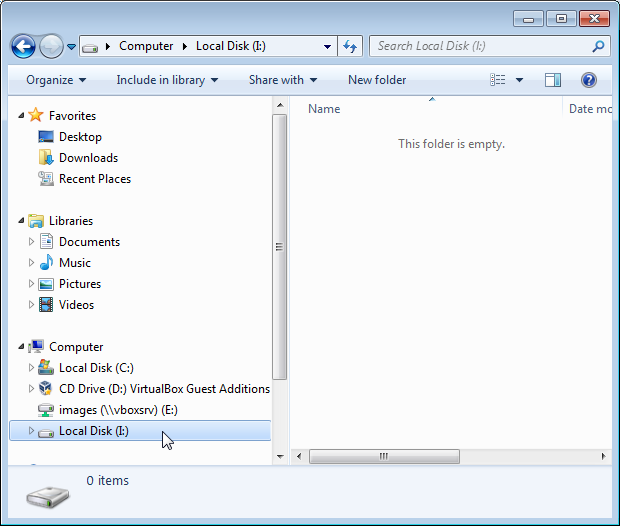 Computer Local Disk (I:) Search Local Disk (I:)
Organize Include in library Share with New folder
Favorites
Desktop
Downloads
Recent Places
Libraries
Documents
Music
Pictures
Videos
Computer
Local Disk (C:)
CD Drive (D:) VirtualBox Guest Additions
images (\\vboxsrv) (E:)
Local Disk (I:)
Name Date mo
This folder is empty.
0 items